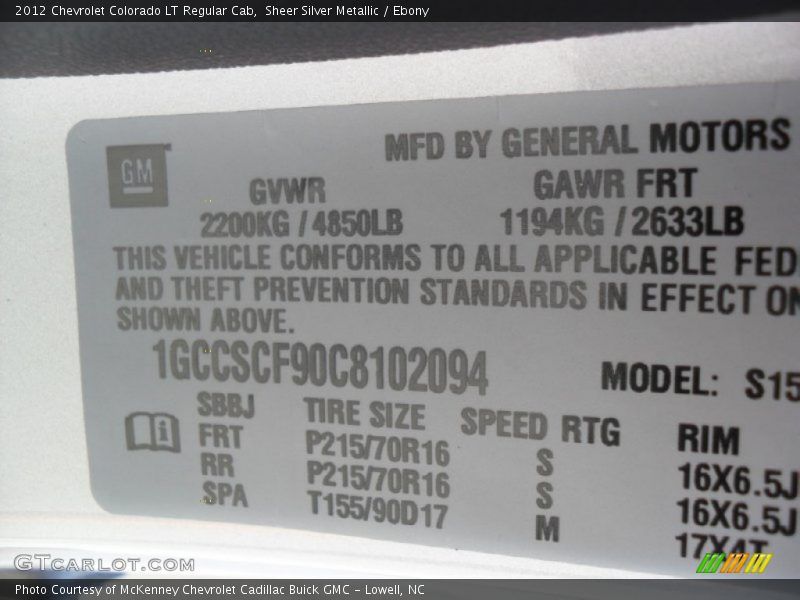 2012 Chevrolet Colorado LT Regular Cab, Sheer Silver Metallic / Ebony
GM
MFD BY GENERAL MOTORS
GVWR GAWR FRT
2200KG / 4850LB 1194KG / 2633LB
THIS VEHICLE CONFORMS TO ALL APPLICABLE FED
AND THEFT PREVENTION STANDARDS IN EFFECT ON
SHOWN ABOVE.
1GCCSCF90C8102094 MODEL: S15
SBBJ TIRE SIZE SPEED RTG RIM
FRT P215/70R16 S 16X6.5J
RR P215/70R16 S 16X6.5J
SPA T155/90D17 M 17X4T
GTCarLot.com
Photo Courtesy of McKenney Chevrolet Cadillac Buick GMC - Lowell, NC